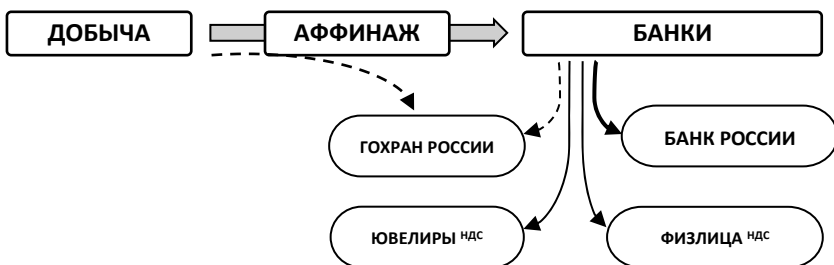 ДОБЫЧА
АФФИНАЖ
БАНКИ
ГОХРАН РОССИИ
БАНК РОССИИ
ЮВЕЛИРЫ НДС
ФИЗЛИЦА НДС